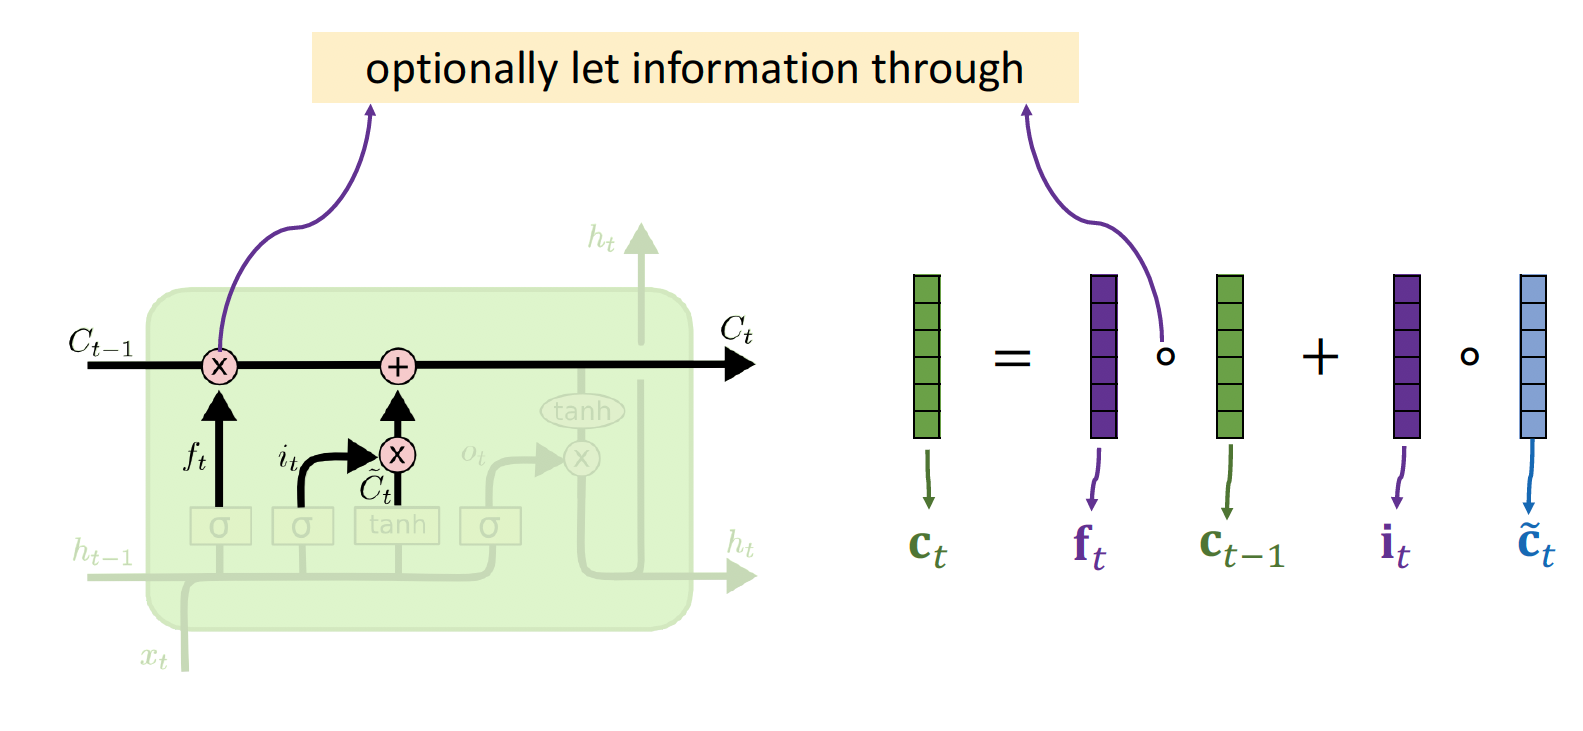 optionally let information through
h_t
C_{t-1}
C_t
x
+
tanh
f_t
i_t
x
C̃_t
o_t
x
σ
σ
tanh
σ
h_{t-1}
h_t
x_t
= ∘ + ∘
c_t
f_t
c_{t-1}
i_t
c̃_t